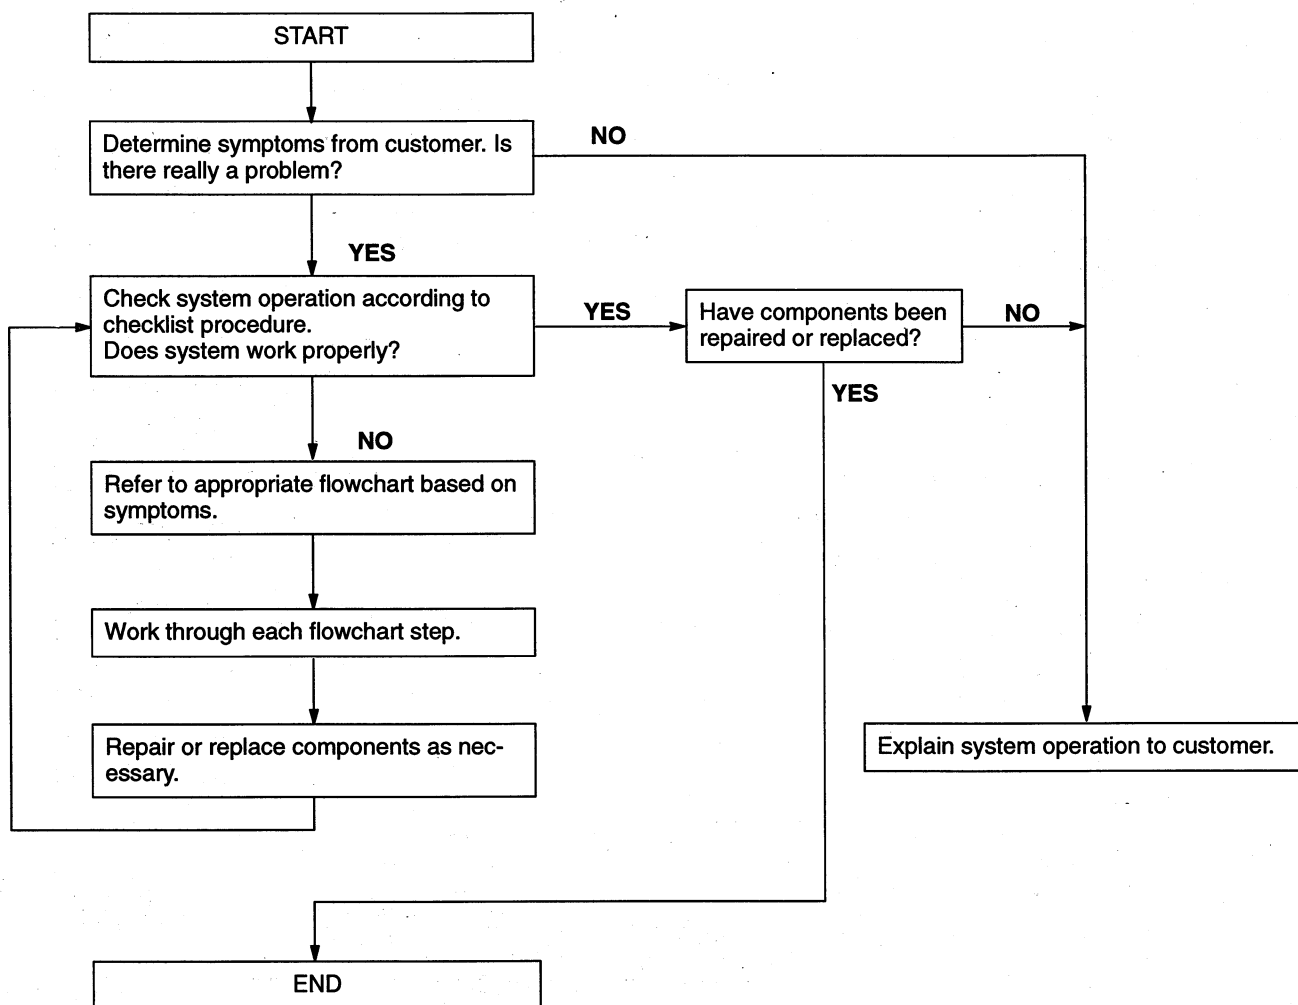 START
Determine symptoms from customer. Is
there really a problem?
NO
YES
Check system operation according to
checklist procedure.
Does system work properly?
YES
Have components been
repaired or replaced?
NO
YES
NO
Refer to appropriate flowchart based on
symptoms.
Work through each flowchart step.
Repair or replace components as nec-
essary.
Explain system operation to customer.
END